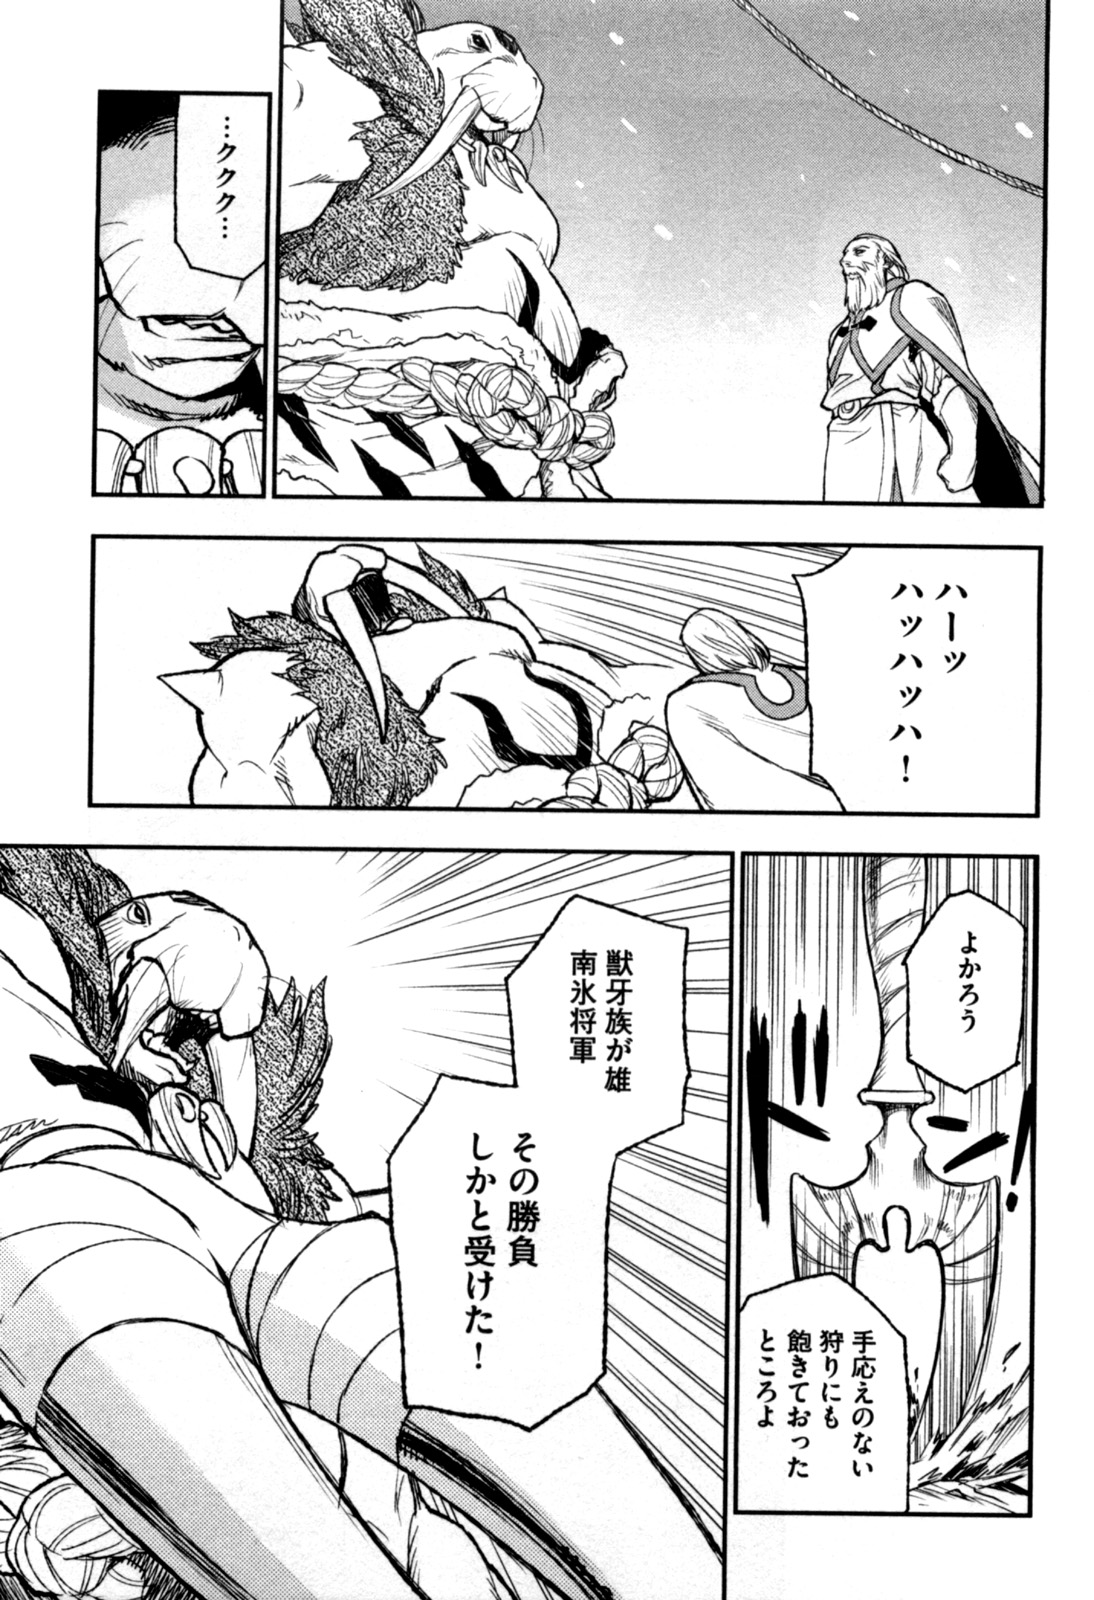 …ククク…
ハーッ
ハッハッハ！
よかろう
手応えのない
狩りにも
飽きておった
ところよ
獣牙族が雄
南氷将軍
その勝負
しかと受けた！